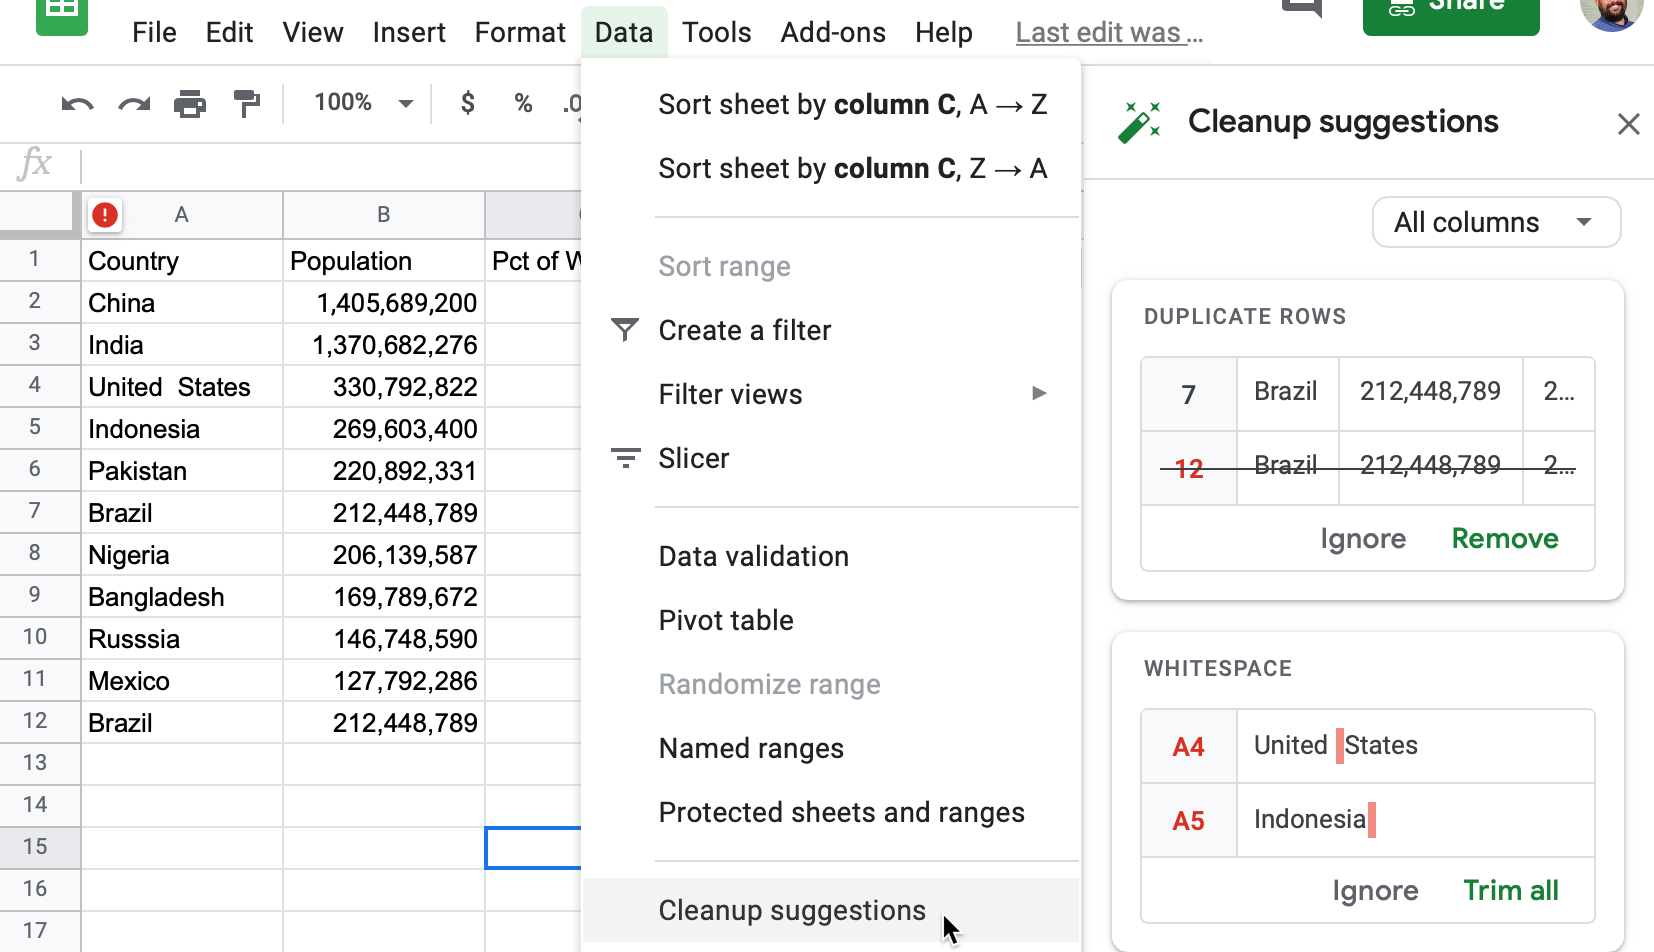 File Edit View Insert Format Data Tools Add-ons Help Last edit was ...
Share
100% $ % .0
fx
A B
1 Country Population Pct of W
2 China 1,405,689,200
3 India 1,370,682,276
4 United  States 330,792,822
5 Indonesia 269,603,400
6 Pakistan 220,892,331
7 Brazil 212,448,789
8 Nigeria 206,139,587
9 Bangladesh 169,789,672
10 Russsia 146,748,590
11 Mexico 127,792,286
12 Brazil 212,448,789
13
14
15
16
17
Sort sheet by column C, A → Z
Sort sheet by column C, Z → A
Sort range
Create a filter
Filter views
Slicer
Data validation
Pivot table
Randomize range
Named ranges
Protected sheets and ranges
Cleanup suggestions
Cleanup suggestions
All columns
DUPLICATE ROWS
7 Brazil 212,448,789 2...
12 Brazil 212,448,789 2...
Ignore Remove
WHITESPACE
A4 United  States
A5 Indonesia
Ignore Trim all